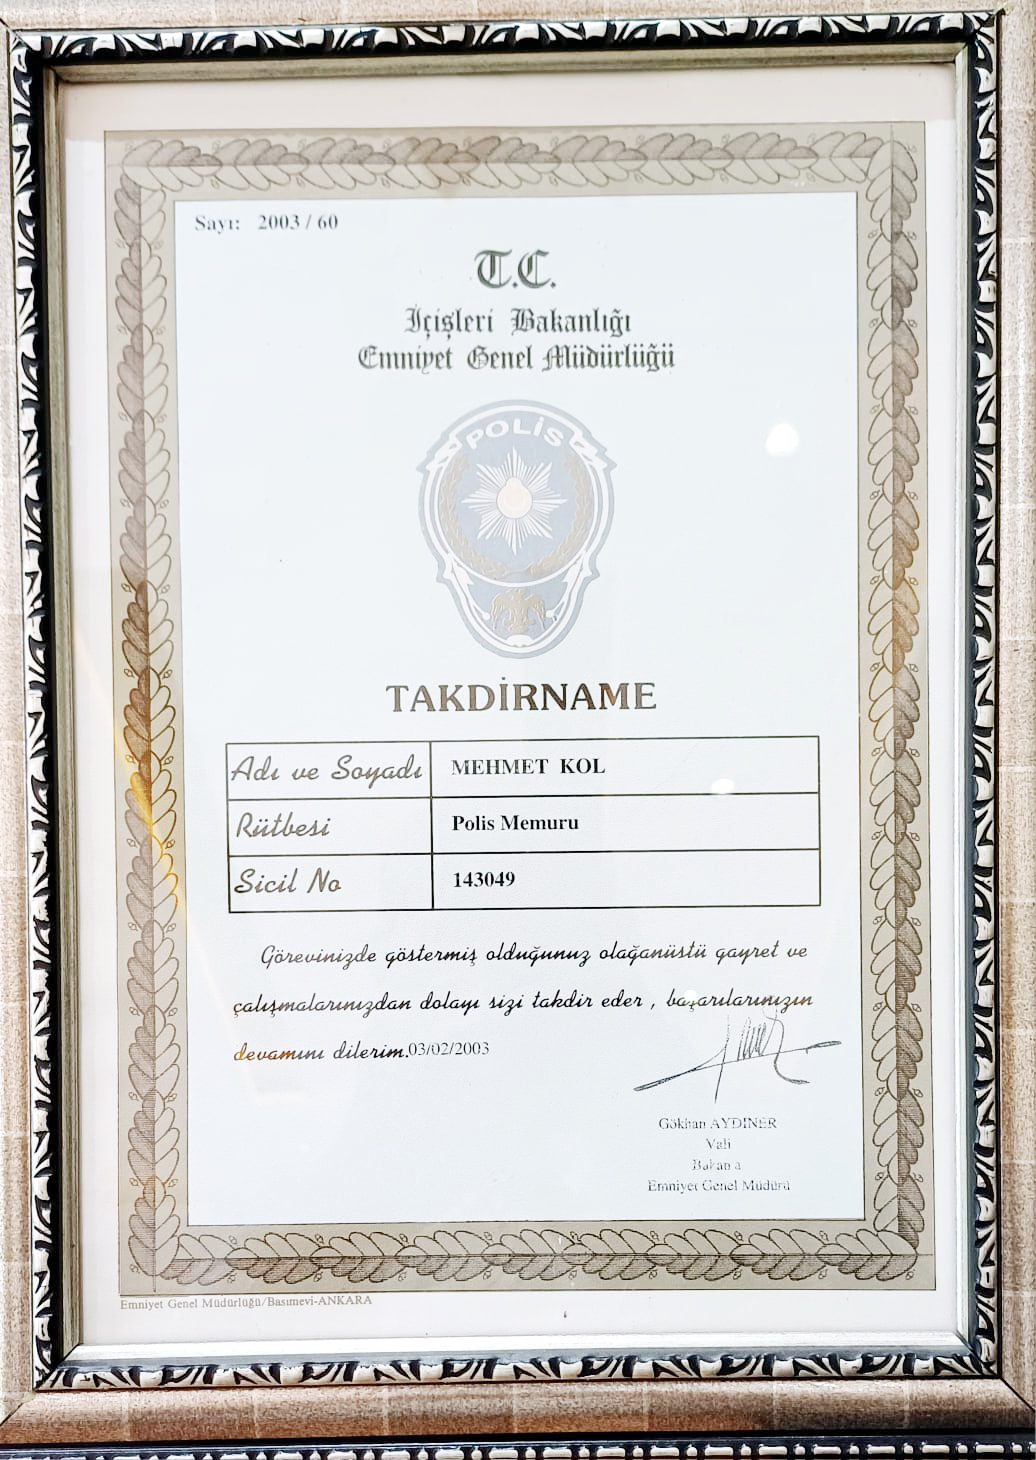 Sayı: 2003 / 60
T.C.
İçişleri Bakanlığı
Emniyet Genel Müdürlüğü
POLİS
TAKDİRNAME
Adı ve Soyadı MEHMET KOL
Rütbesi Polis Memuru
Sicil No 143049
Görevinizde göstermiş olduğunuz olağanüstü gayret ve
çalışmalarınızdan dolayı sizi takdir eder , başarılarınızın
devamını dilerim.03/02/2003
Gökhan AYDINER
Vali
Bakan a
Emniyet Genel Müdürü
Emniyet Genel Müdürlüğü/Basımevi-ANKARA